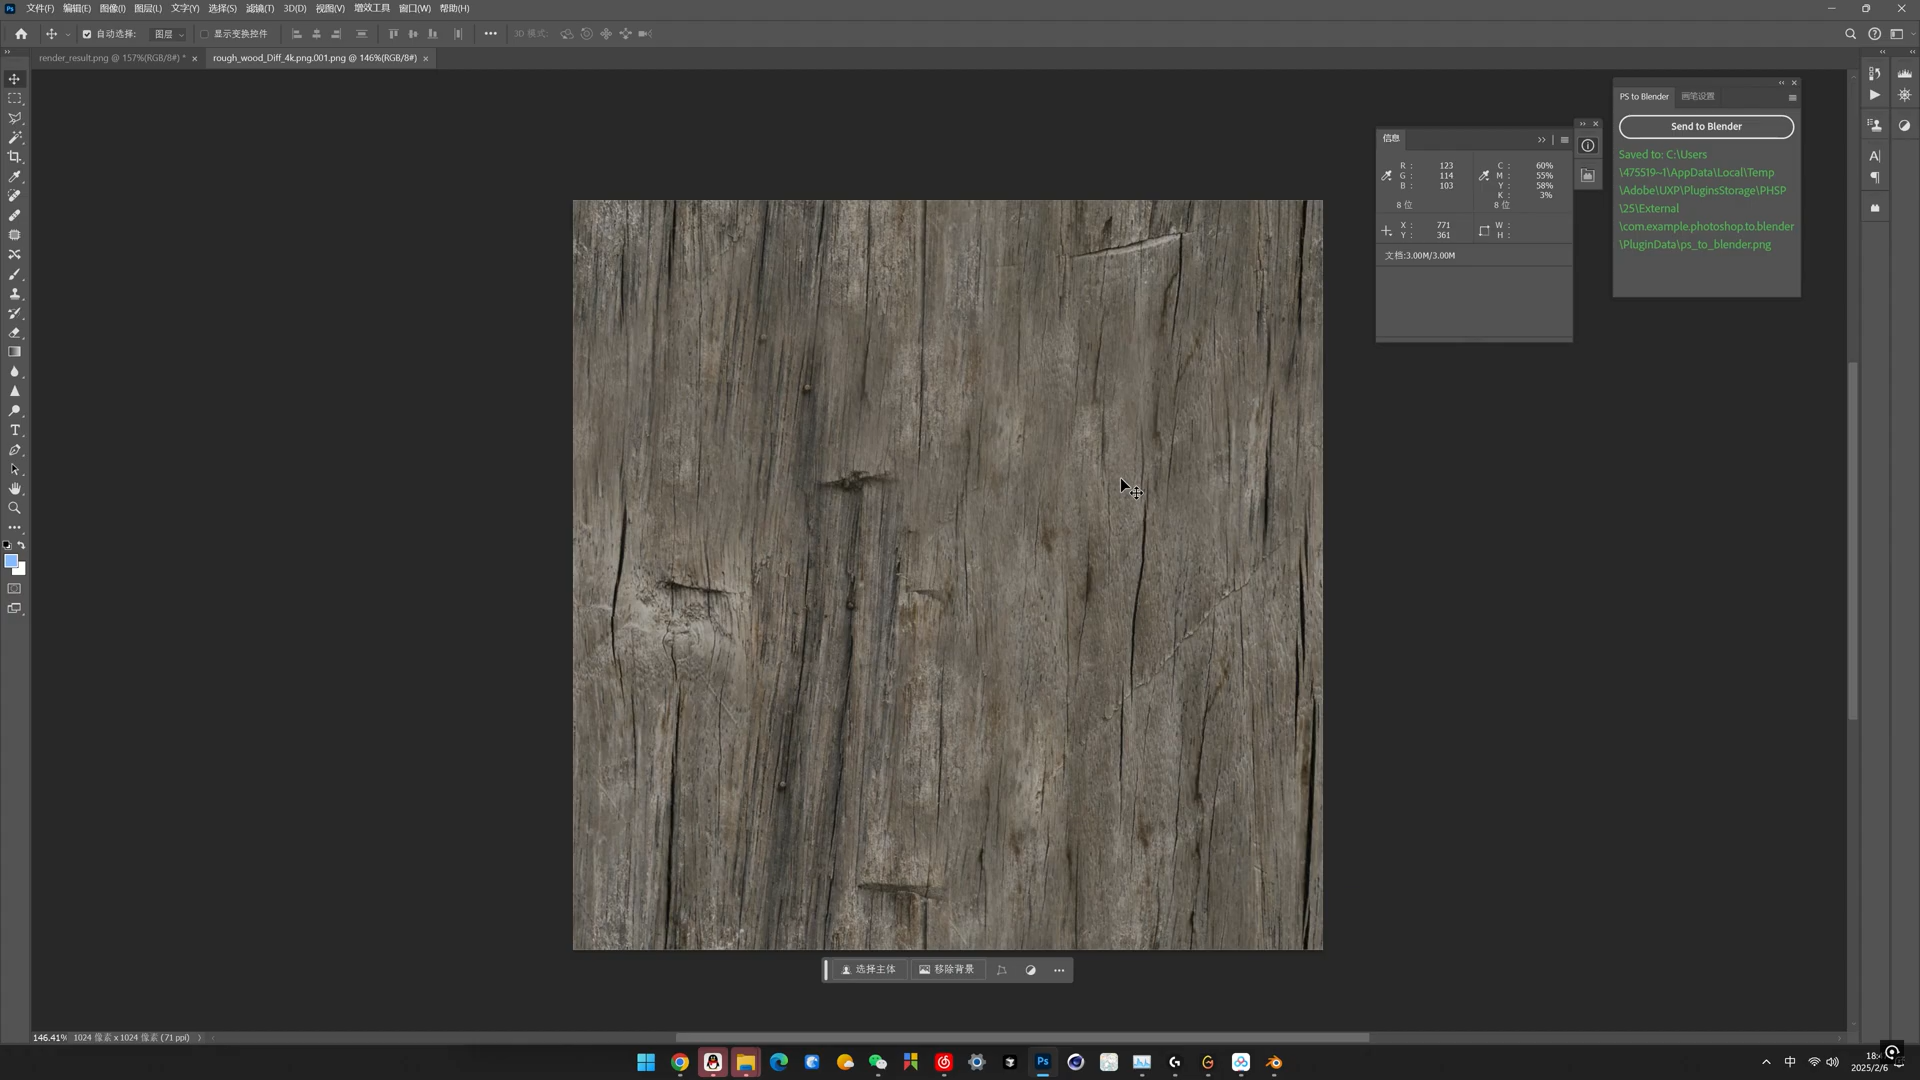 文件(F) 编辑(E) 图像(I) 图层(L) 文字(Y) 选择(S) 滤镜(T) 3D(D) 视图(V) 增效工具 窗口(W) 帮助(H)
自动选择: 图层 显示变换控件 3D 模式:
render_result.png @ 157%(RGB/8#) * rough_wood_Diff_4k.png.001.png @ 146%(RGB/8#)
PS to Blender 画笔设置
Send to Blender
Saved to: C:\Users
\475519~1\AppData\Local\Temp
\Adobe\UXP\PluginsStorage\PHSP
\25\External
\com.example.photoshop.to.blender
\PluginData\ps_to_blender.png
信息
R : 123 C : 60%
G : 114 M : 55%
B : 103 Y : 58%
K : 3%
8 位 8 位
X : 771 W :
Y : 361 H :
文档:3.00M/3.00M
选择主体 移除背景
146.41% 1024 像素 x 1024 像素 (71 ppi)
中
2025/2/6